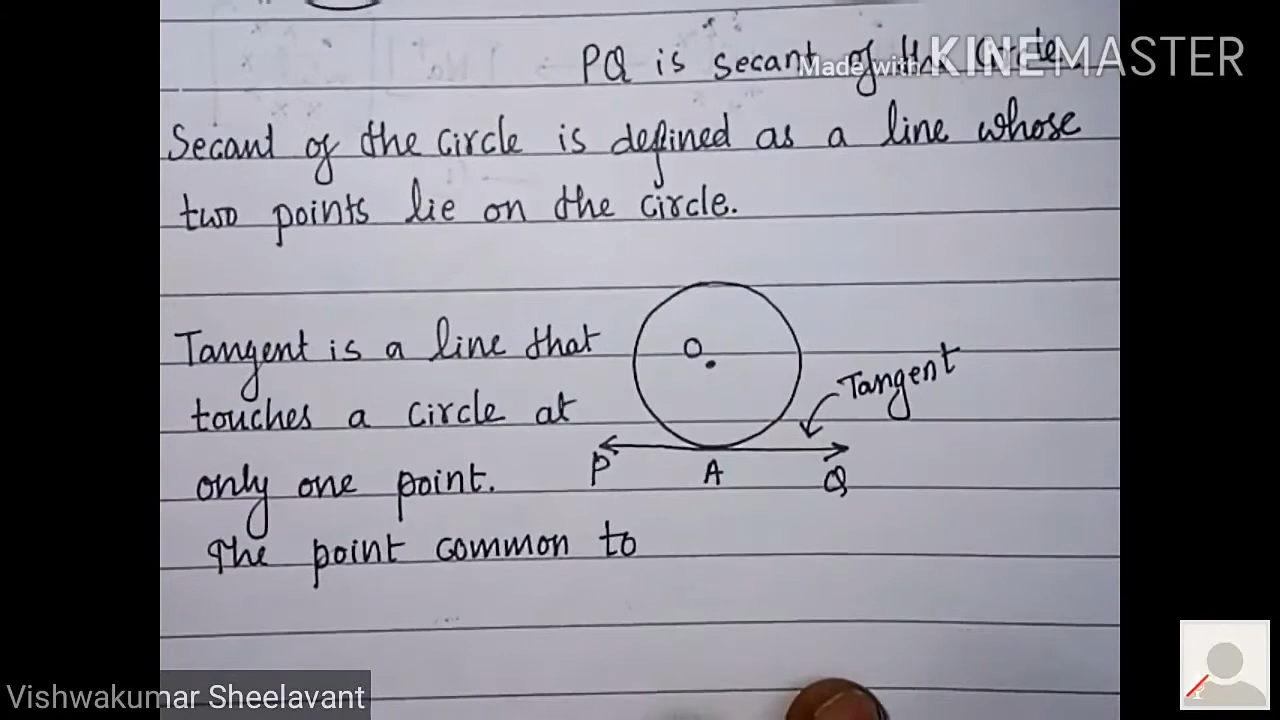 PQ is secant of the Circle.
Made with KINEMASTER
Secant of the circle is defined as a line whose
two points lie on the circle.
Tangent is a line that
touches a circle at
only one point.
The point common to
O
Tangent
P
A
Q
Vishwakumar Sheelavant